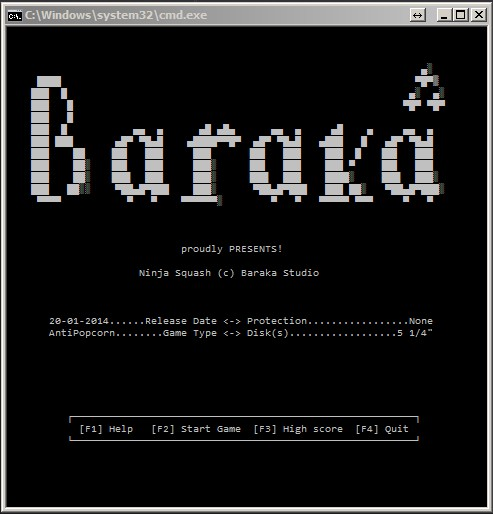 C:\Windows\system32\cmd.exe
baraka
proudly PRESENTS!
Ninja Squash (c) Baraka Studio
20-01-2014......Release Date <-> Protection.................None
AntiPopcorn........Game Type <-> Disk(s)..................5 1/4"
[F1] Help   [F2] Start Game  [F3] High score  [F4] Quit